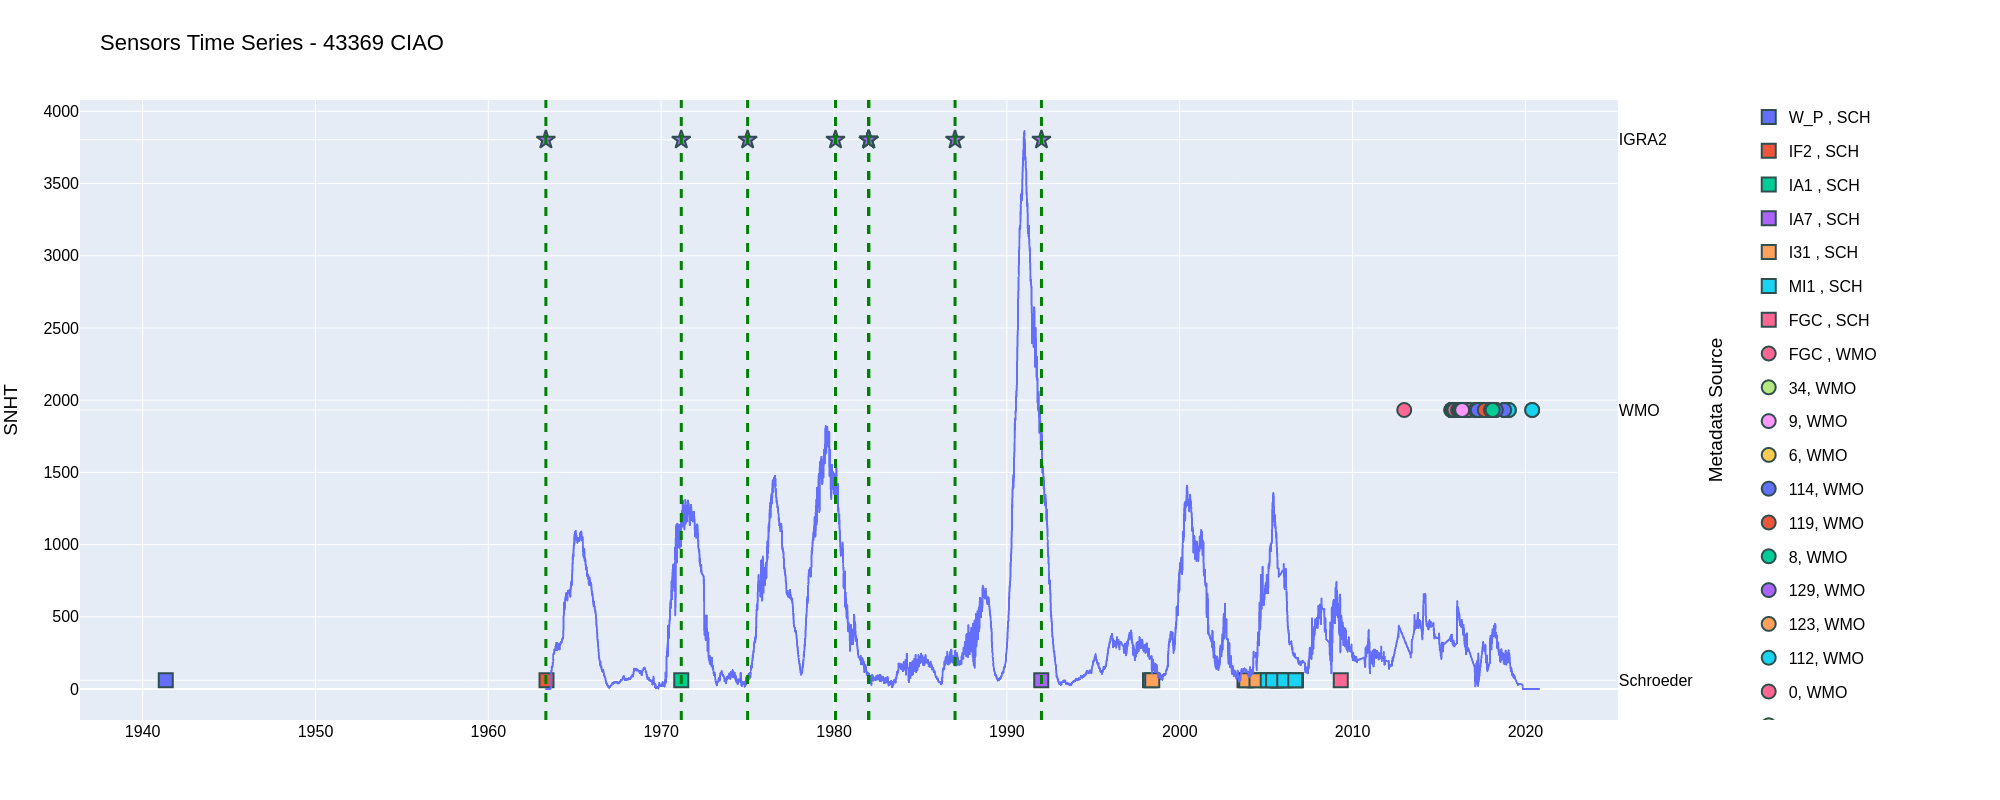 Sensors Time Series - 43369 CIAO
4000
3500
3000
2500
2000
1500
1000
500
0
SNHT
1940
1950
1960
1970
1980
1990
2000
2010
2020
IGRA2
WMO
Schroeder
Metadata Source
W_P , SCH
IF2 , SCH
IA1 , SCH
IA7 , SCH
I31 , SCH
MI1 , SCH
FGC , SCH
FGC , WMO
34, WMO
9, WMO
6, WMO
114, WMO
119, WMO
8, WMO
129, WMO
123, WMO
112, WMO
0, WMO